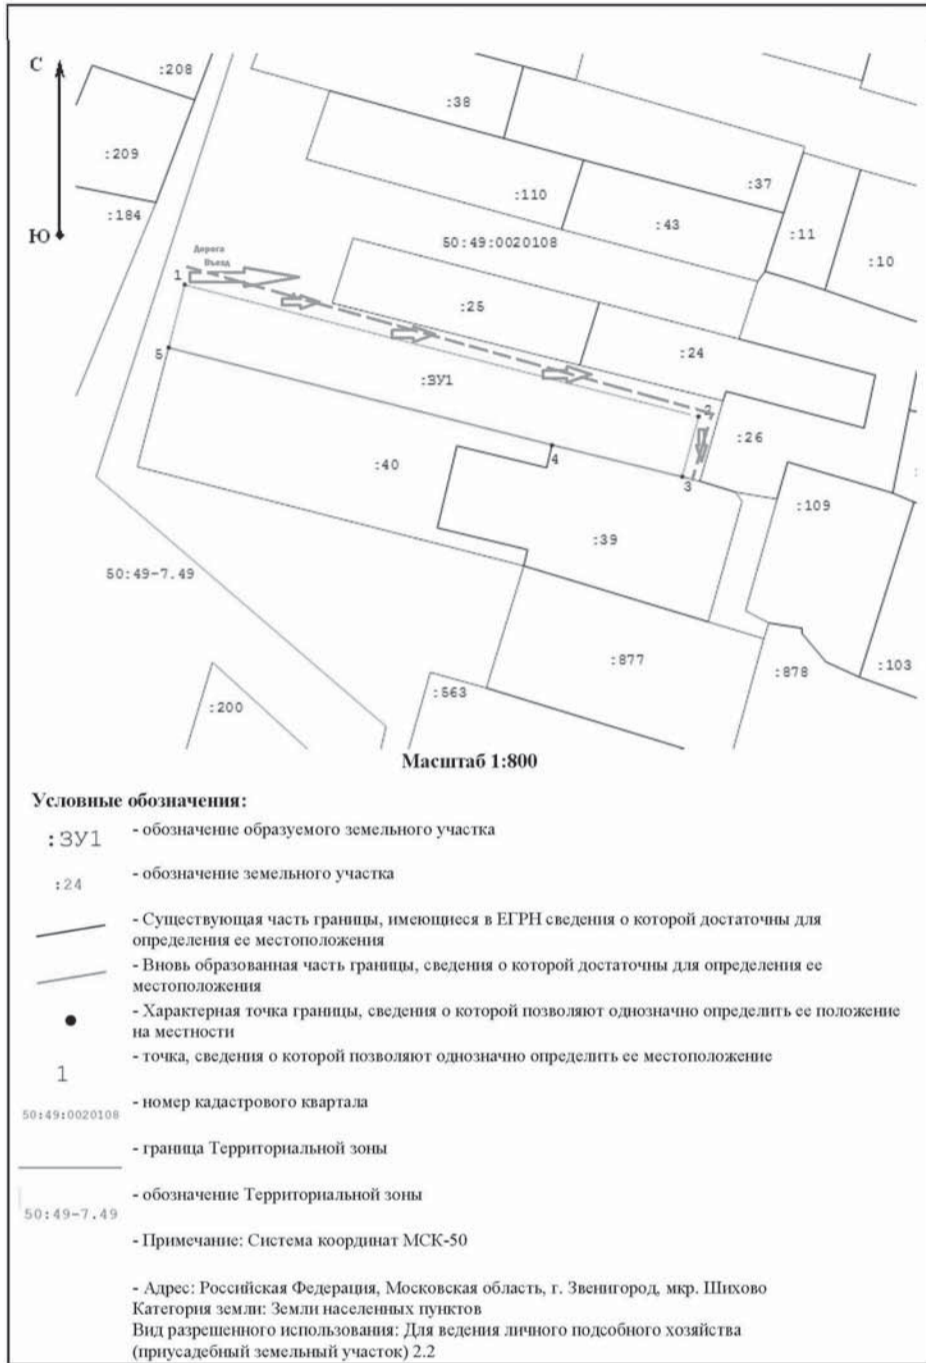 С
:208
:38
:209
:37
:110
:184
:43
Ю
50:49:0020108
:11
:10
Дорога
Въезд
1
:25
5
:24
:ЗУ1
2
:26
4
:40
3
:109
:39
50:49-7.49
:877
:878
:103
:563
:200
Масштаб 1:800
Условные обозначения:
:ЗУ1 - обозначение образуемого земельного участка
:24 - обозначение земельного участка
- Существующая часть границы, имеющиеся в ЕГРН сведения о которой достаточны для
определения ее местоположения
- Вновь образованная часть границы, сведения о которой достаточны для определения ее
местоположения
- Характерная точка границы, сведения о которой позволяют однозначно определить ее положение
на местности
1 - точка, сведения о которой позволяют однозначно определить ее местоположение
50:49:0020108 - номер кадастрового квартала
- граница Территориальной зоны
50:49-7.49 - обозначение Территориальной зоны
- Примечание: Система координат МСК-50
- Адрес: Российская Федерация, Московская область, г. Звенигород, мкр. Шихово
Категория земли: Земли населенных пунктов
Вид разрешенного использования: Для ведения личного подсобного хозяйства
(приусадебный земельный участок) 2.2